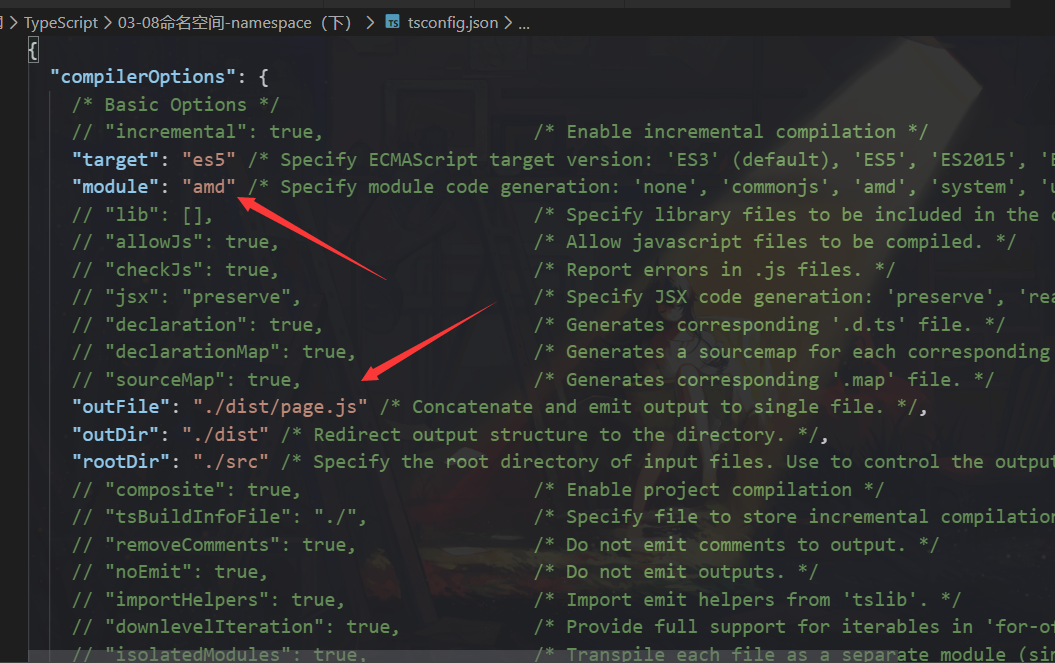 TypeScript > 03-08命名空间-namespace（下） > TS tsconfig.json > ...
{
"compilerOptions": {
/* Basic Options */
// "incremental": true, /* Enable incremental compilation */
"target": "es5" /* Specify ECMAScript target version: 'ES3' (default), 'ES5', 'ES2015',
"module": "amd" /* Specify module code generation: 'none', 'commonjs', 'amd', 'system',
// "lib": [], /* Specify library files to be included in the
// "allowJs": true, /* Allow javascript files to be compiled. */
// "checkJs": true, /* Report errors in .js files. */
// "jsx": "preserve", /* Specify JSX code generation: 'preserve',
// "declaration": true, /* Generates corresponding '.d.ts' file. */
// "declarationMap": true, /* Generates a sourcemap for each corresponding
// "sourceMap": true, /* Generates corresponding '.map' file. */
"outFile": "./dist/page.js" /* Concatenate and emit output to single file. */,
"outDir": "./dist" /* Redirect output structure to the directory. */,
"rootDir": "./src" /* Specify the root directory of input files. Use to control the output
// "composite": true, /* Enable project compilation */
// "tsBuildInfoFile": "./", /* Specify file to store incremental compilation
// "removeComments": true, /* Do not emit comments to output. */
// "noEmit": true, /* Do not emit outputs. */
// "importHelpers": true, /* Import emit helpers from 'tslib'. */
// "downlevelIteration": true, /* Provide full support for iterables in
// "isolatedModules": true, /* Transpile each file as a separate module